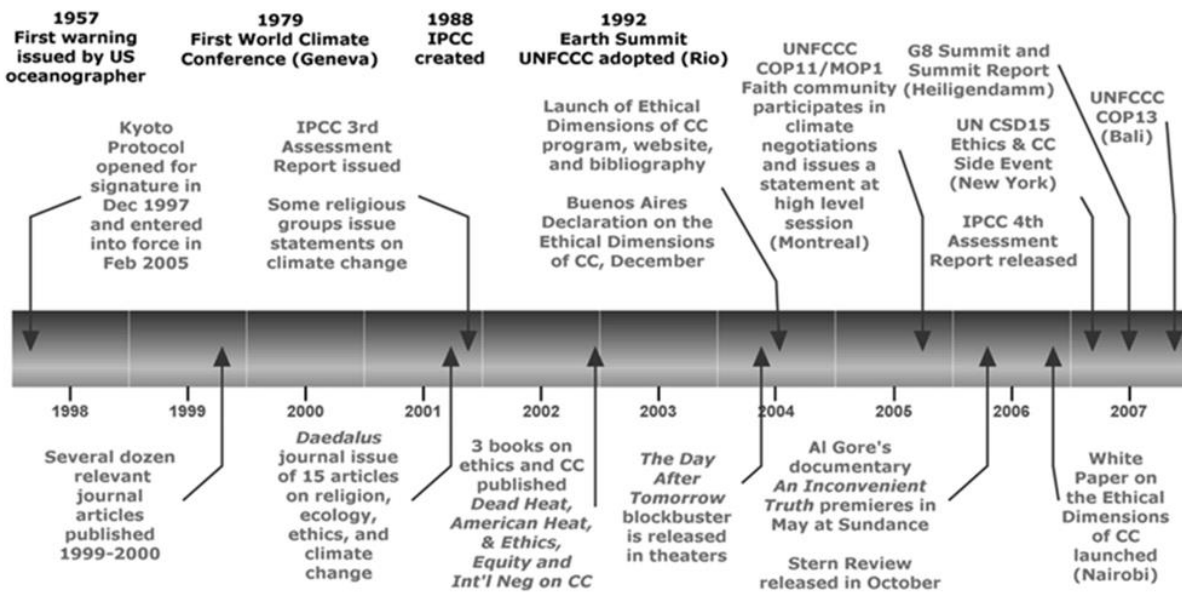 1957
First warning
issued by US
oceanographer
1979
First World Climate
Conference (Geneva)
1988
IPCC
created
1992
Earth Summit
UNFCCC adopted (Rio)
Kyoto
Protocol
opened for
signature in
Dec 1997
and entered
into force in
Feb 2005
IPCC 3rd
Assessment
Report issued
Some religious
groups issue
statements on
climate change
Launch of Ethical
Dimensions of CC
program, website,
and bibliography
Buenos Aires
Declaration on the
Ethical Dimensions
of CC, December
UNFCCC
COP11/MOP1
Faith community
participates in
climate
negotiations
and issues a
statement at
high level
session
(Montreal)
G8 Summit and
Summit Report
(Heiligendamm)
UN CSD15
Ethics & CC
Side Event
(New York)
IPCC 4th
Assessment
Report released
UNFCCC
COP13
(Bali)
1998
1999
2000
2001
2002
2003
2004
2005
2006
2007
Several dozen
relevant
journal
articles
published
1999-2000
Daedalus
journal issue
of 15 articles
on religion,
ecology,
ethics, and
climate
change
3 books on
ethics and CC
published
Dead Heat,
American Heat,
& Ethics,
Equity and
Int'l Neg on CC
The Day
After
Tomorrow
blockbuster
is released
in theaters
Al Gore's
documentary
An Inconvenient
Truth premieres in
May at Sundance
Stern Review
released in October
White
Paper on
the Ethical
Dimensions
of CC
launched
(Nairobi)